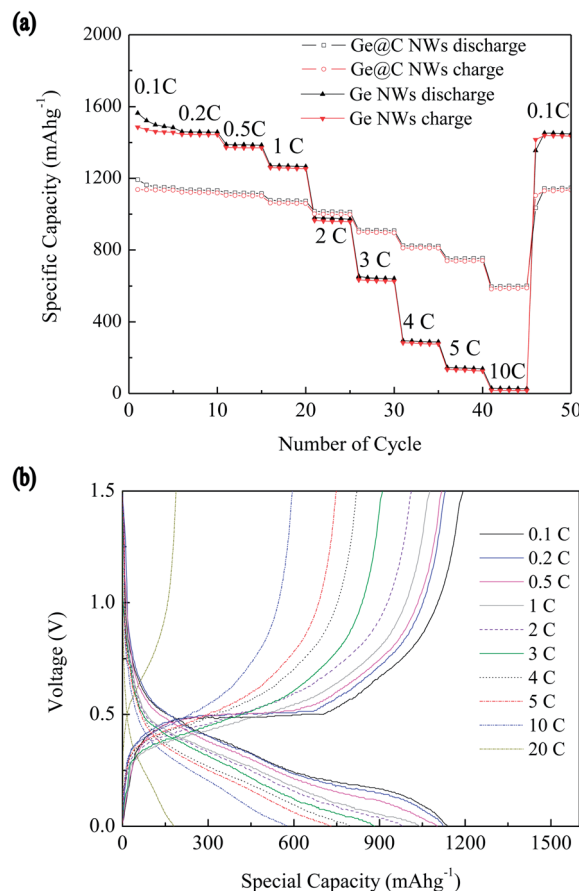 (a)
2000
1600
1200
800
400
0
Specific Capacity (mAhg⁻¹)
Ge@C NWs discharge
Ge@C NWs charge
Ge NWs discharge
Ge NWs charge
0.1C
0.2C
0.5C
1 C
2 C
3 C
4 C
5 C
10C
0.1C
0 10 20 30 40 50
Number of Cycle
(b)
1.5
1.0
0.5
0.0
Voltage (V)
0.1 C
0.2 C
0.5 C
1 C
2 C
3 C
4 C
5 C
10 C
20 C
0 300 600 900 1200 1500
Special Capacity (mAhg⁻¹)